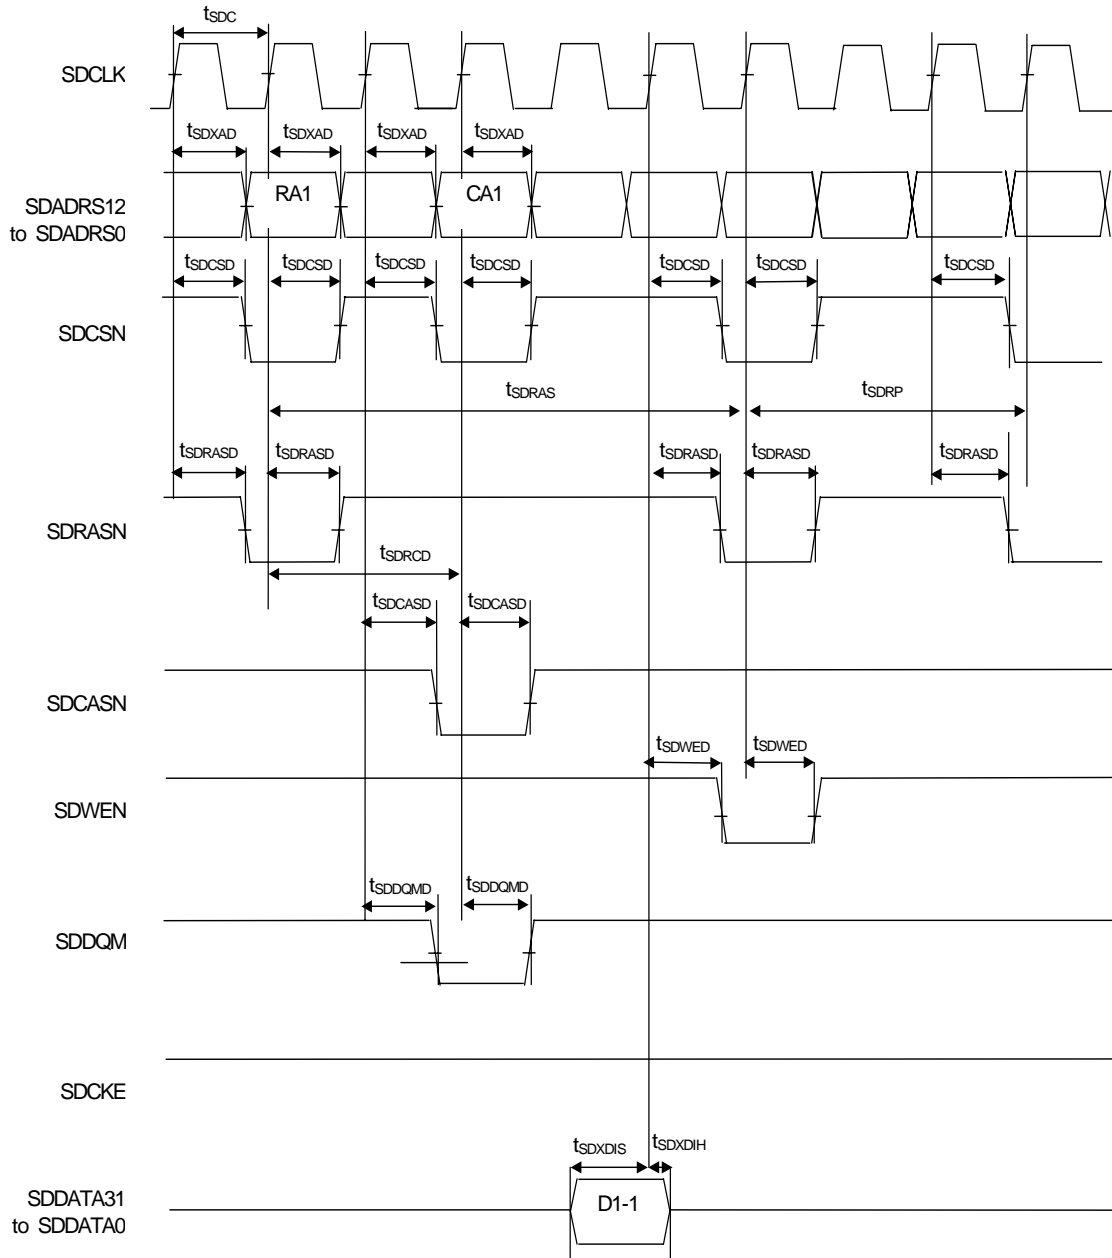 tSDC
SDCLK
tSDXAD tSDXAD tSDXAD tSDXAD
RA1 CA1
SDADRS12
to SDADRS0
tSDCSD tSDCSD tSDCSD tSDCSD tSDCSD tSDCSD tSDCSD
SDCSN
tSDRAS tSDRP
tSDRASD tSDRASD tSDRASD tSDRASD tSDRASD
SDRASN
tSDRCD
tSDCASD tSDCASD
SDCASN
tSDWED tSDWED
SDWEN
tSDDQMD tSDDQMD
SDDQM
SDCKE
tSDXDIS tSDXDIH
SDDATA31
to SDDATA0
D1-1